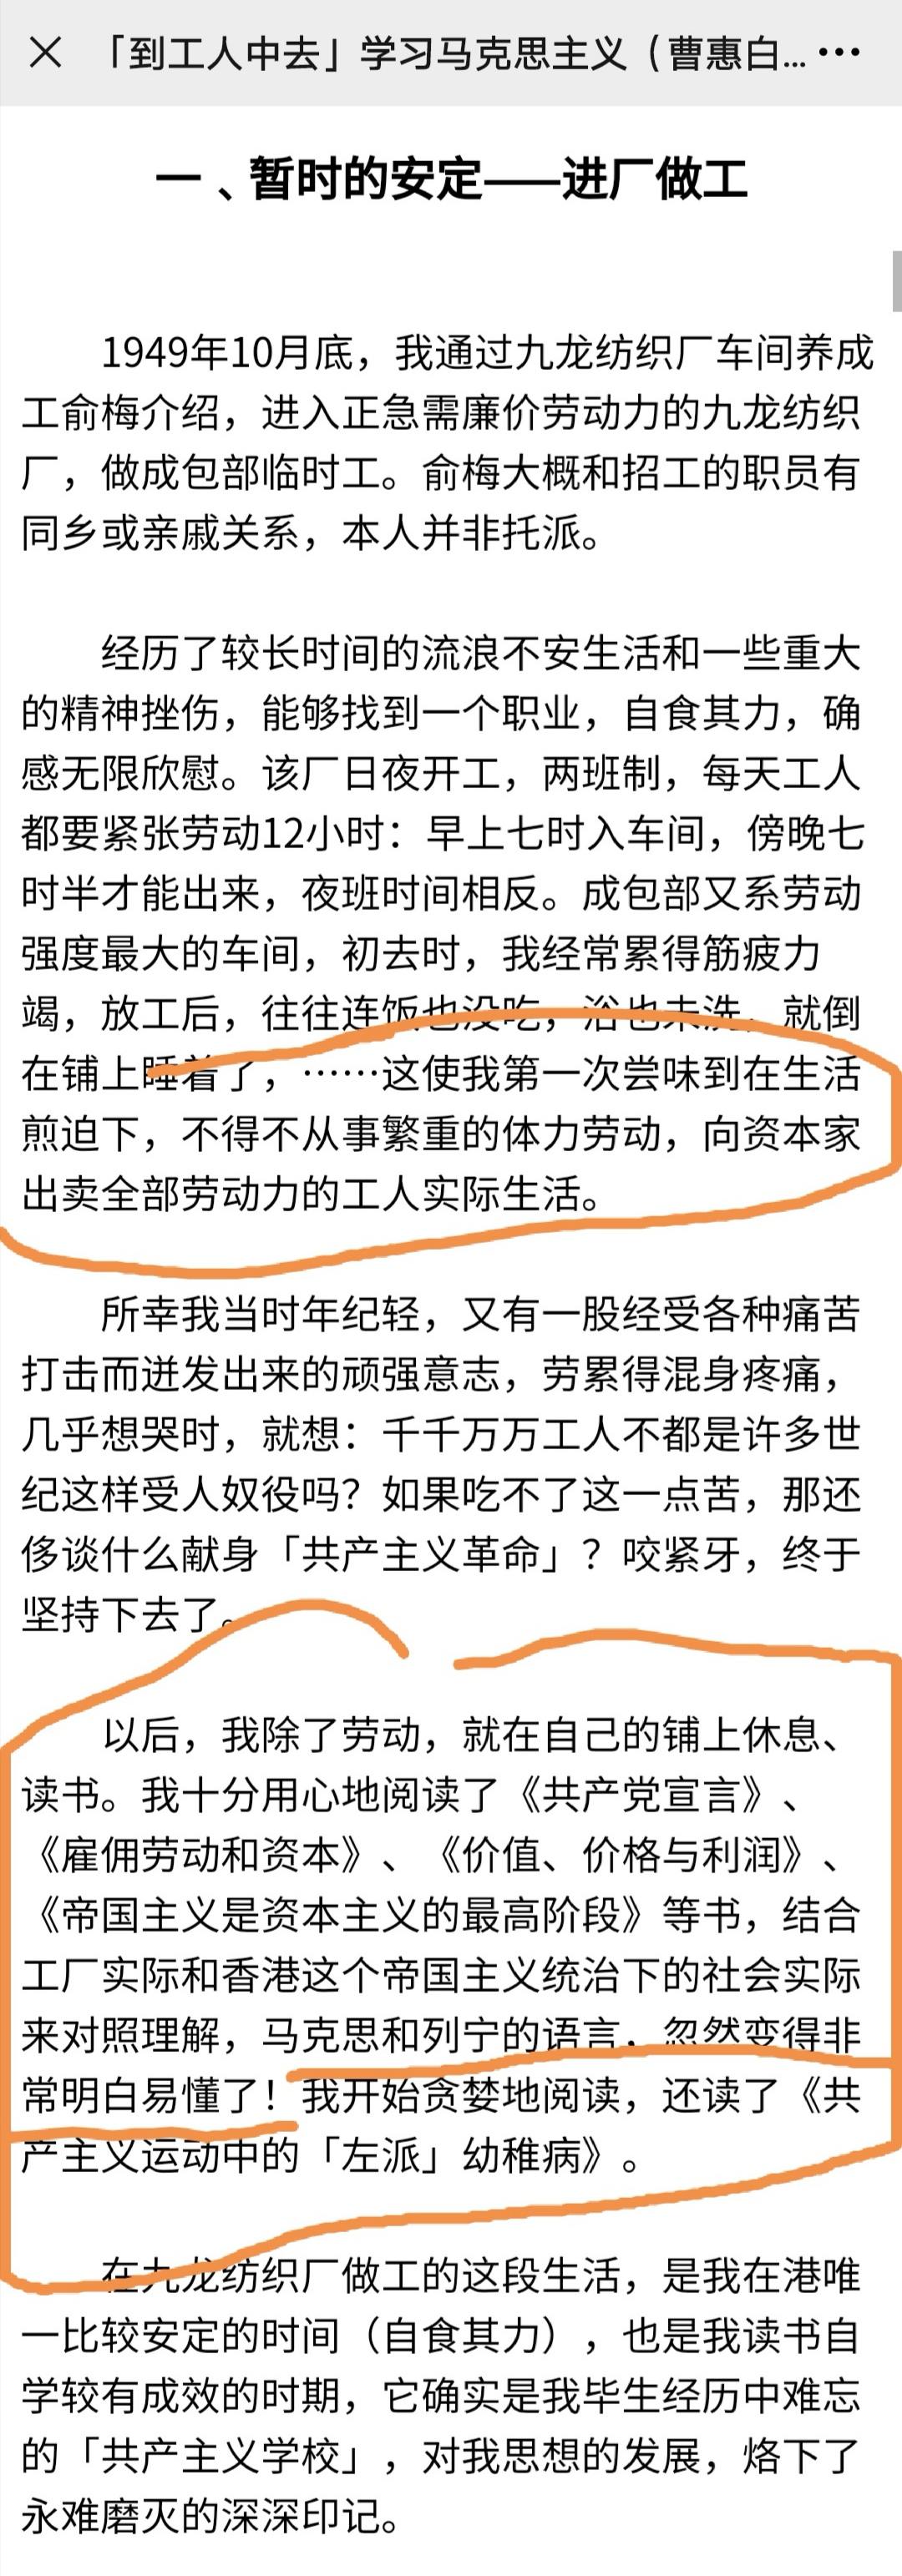 「到工人中去」学习马克思主义（曹惠白...
一、暂时的安定——进厂做工
1949年10月底，我通过九龙纺织厂车间养成
工俞梅介绍，进入正急需廉价劳动力的九龙纺织
厂，做成包部临时工。俞梅大概和招工的职员有
同乡或亲戚关系，本人并非托派。
经历了较长时间的流浪不安生活和一些重大
的精神挫伤，能够找到一个职业，自食其力，确
感无限欣慰。该厂日夜开工，两班制，每天工人
都要紧张劳动12小时：早上七时入车间，傍晚七
时半才能出来，夜班时间相反。成包部又系劳动
强度最大的车间，初去时，我经常累得筋疲力
竭，放工后，往往连饭也没吃，浴也未洗，就倒
在铺上睡着了，……这使我第一次尝味到在生活
煎迫下，不得不从事繁重的体力劳动，向资本家
出卖全部劳动力的工人实际生活。
所幸我当时年纪轻，又有一股经受各种痛苦
打击而迸发出来的顽强意志，劳累得混身疼痛，
几乎想哭时，就想：千千万万工人不都是许多世
纪这样受人奴役吗？如果吃不了这一点苦，那还
侈谈什么献身「共产主义革命」？咬紧牙，终于
坚持下去了。
以后，我除了劳动，就在自己的铺上休息、
读书。我十分用心地阅读了《共产党宣言》、
《雇佣劳动和资本》、《价值、价格与利润》、
《帝国主义是资本主义的最高阶段》等书，结合
工厂实际和香港这个帝国主义统治下的社会实际
来对照理解，马克思和列宁的语言，忽然变得非
常明白易懂了！我开始贪婪地阅读，还读了《共
产主义运动中的「左派」幼稚病》。
在九龙纺织厂做工的这段生活，是我在港唯
一比较安定的时间（自食其力），也是我读书自
学较有成效的时期，它确实是我毕生经历中难忘
的「共产主义学校」，对我思想的发展，烙下了
永难磨灭的深深印记。